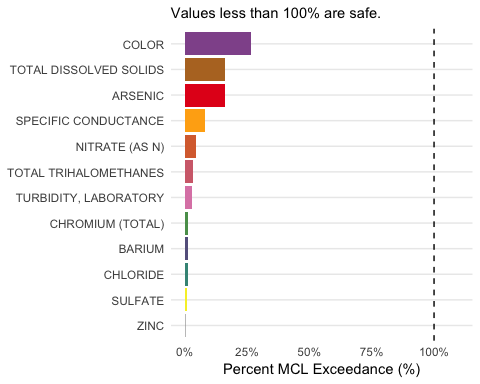 Values less than 100% are safe.
COLOR
TOTAL DISSOLVED SOLIDS
ARSENIC
SPECIFIC CONDUCTANCE
NITRATE (AS N)
TOTAL TRIHALOMETHANES
TURBIDITY, LABORATORY
CHROMIUM (TOTAL)
BARIUM
CHLORIDE
SULFATE
ZINC
0% 25% 50% 75% 100%
Percent MCL Exceedance (%)